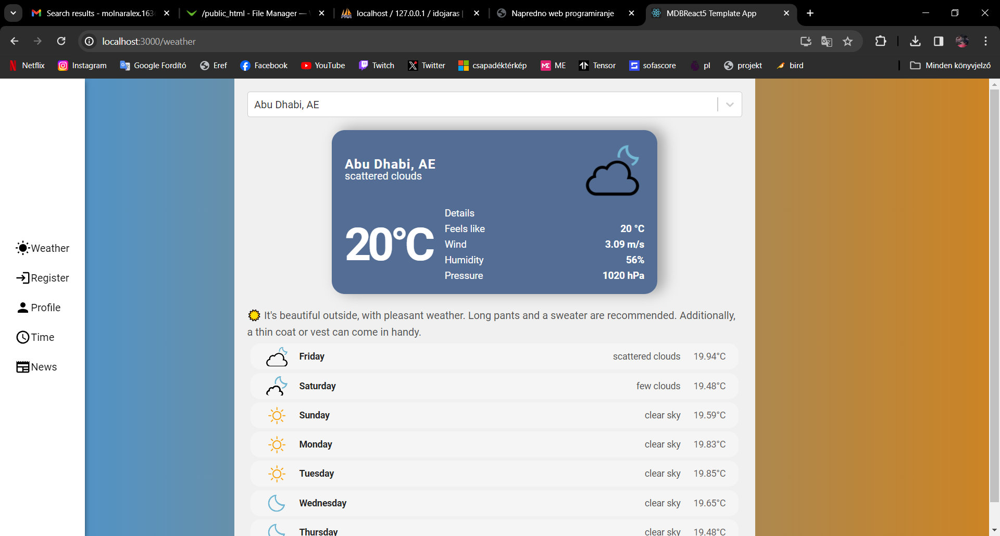 Search results - molnaralex.163
/public_html - File Manager —
localhost / 127.0.0.1 / idojaras |
Napredno web programiranje
MDBReact5 Template App
localhost:3000/weather
Netflix
Instagram
Google Fordító
Eref
Facebook
YouTube
Twitch
Twitter
csapadéktérkép
ME
Tensor
sofascore
pl
projekt
bird
Minden könyvjelző
Abu Dhabi, AE
Abu Dhabi, AE
scattered clouds
20°C
Details
Feels like 20 °C
Wind 3.09 m/s
Humidity 56%
Pressure 1020 hPa
Weather
Register
Profile
Time
News
It's beautiful outside, with pleasant weather. Long pants and a sweater are recommended. Additionally,
a thin coat or vest can come in handy.
Friday scattered clouds 19.94°C
Saturday few clouds 19.48°C
Sunday clear sky 19.59°C
Monday clear sky 19.83°C
Tuesday clear sky 19.85°C
Wednesday clear sky 19.65°C
Thursday clear sky 19.48°C